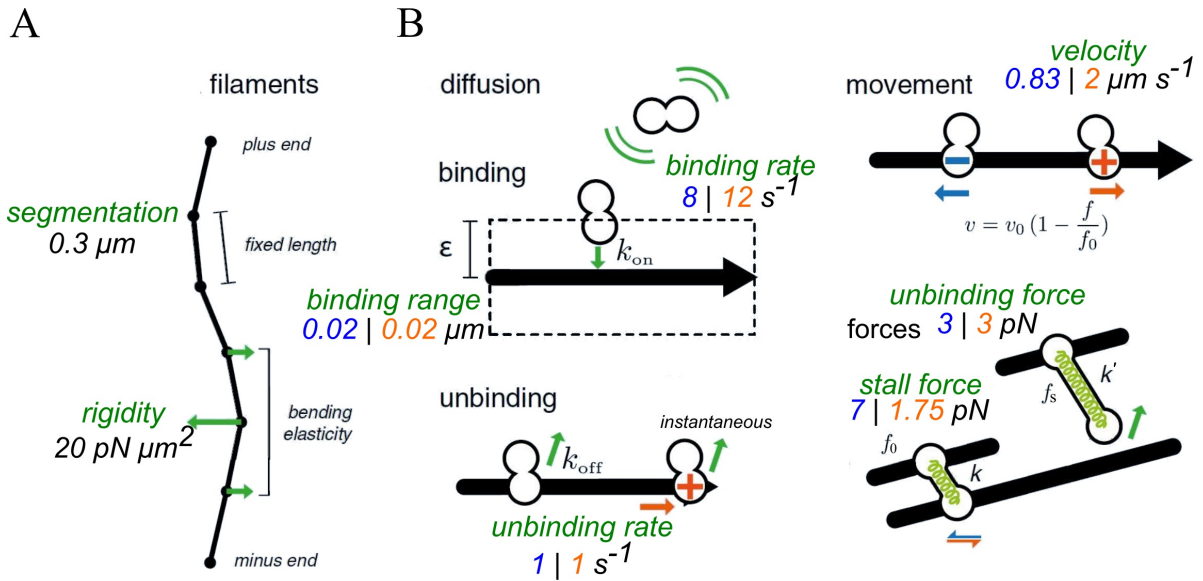 A
filaments
plus end
segmentation
0.3 µm
fixed length
rigidity
20 pN µm²
bending
elasticity
minus end
B
diffusion
binding
binding rate
8 | 12 s⁻¹
ε
k_on
binding range
0.02 | 0.02 µm
unbinding
instantaneous
k_off
+
unbinding rate
1 | 1 s⁻¹
velocity
0.83 | 2 µm s⁻¹
movement
− +
v = v₀ (1 − f/f₀)
unbinding force
forces 3 | 3 pN
k'
fₛ
stall force
7 | 1.75 pN
f₀
k